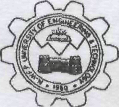 N.W.F.P. UNIVERSITY OF ENGINEERING & TECHNOLOGY
1980